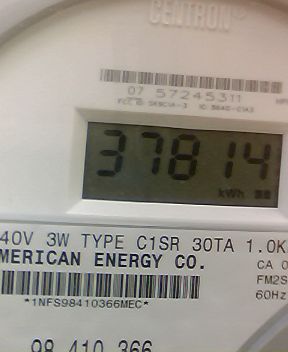 CENTRON®
07 57245311
37814
kWh
40V 3W TYPE C1SR 30TA 1.0K
MERICAN ENERGY CO.
CA 0
FM2S
60Hz
*1NFS98410366MEC*
98 410 366